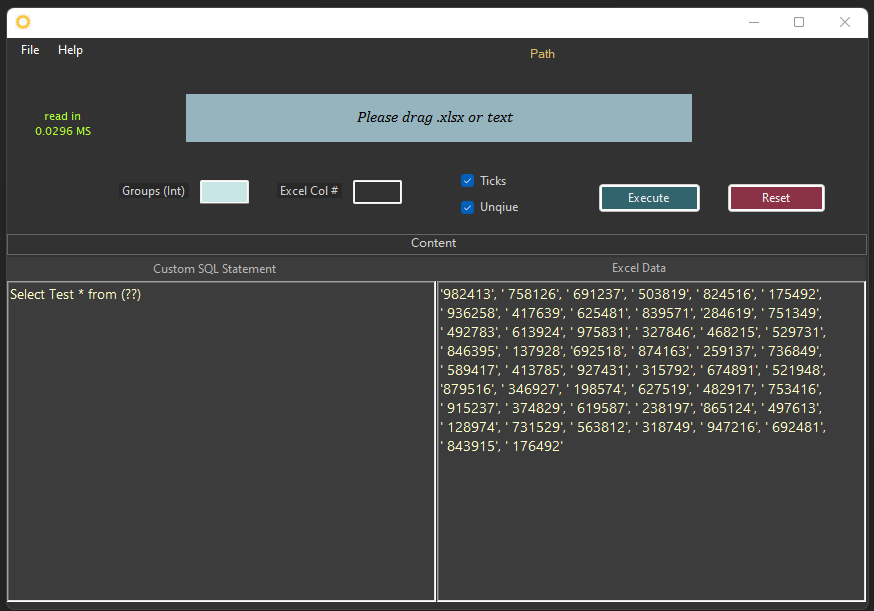 File Help
Path
read in
0.0296 MS
Please drag .xlsx or text
Groups (Int)
Excel Col #
Ticks
Unqiue
Execute
Reset
Content
Custom SQL Statement
Excel Data
Select Test * from (??)
'982413', ' 758126', ' 691237', ' 503819', ' 824516', ' 175492',
' 936258', ' 417639', ' 625481', ' 839571', '284619', ' 751349',
' 492783', ' 613924', ' 975831', ' 327846', ' 468215', ' 529731',
' 846395', ' 137928', '692518', ' 874163', ' 259137', ' 736849',
' 589417', ' 413785', ' 927431', ' 315792', ' 674891', ' 521948',
'879516', ' 346927', ' 198574', ' 627519', ' 482917', ' 753416',
' 915237', ' 374829', ' 619587', ' 238197', '865124', ' 497613',
' 128974', ' 731529', ' 563812', ' 318749', ' 947216', ' 692481',
' 843915', ' 176492'